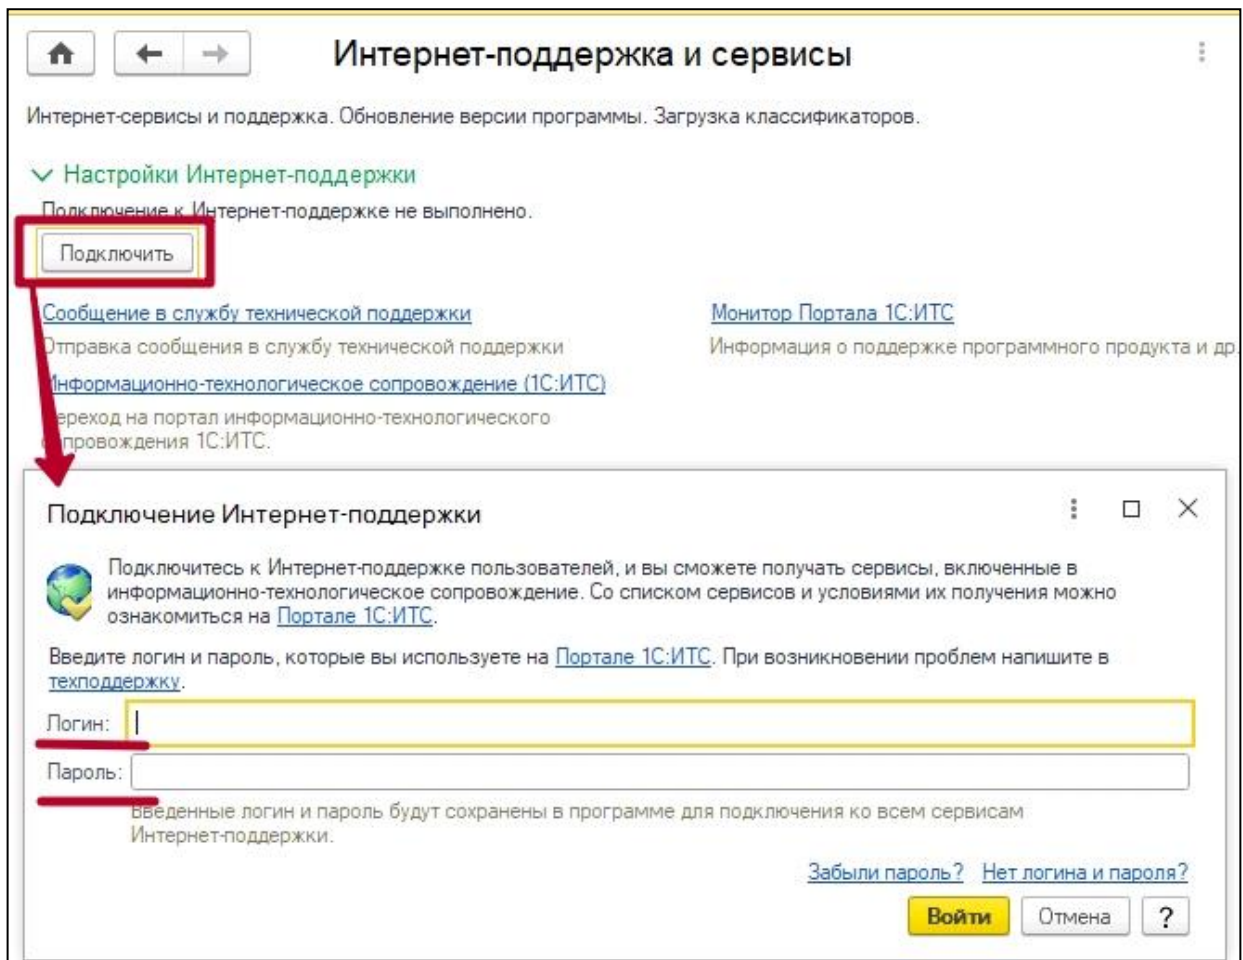 Интернет-поддержка и сервисы
Интернет-сервисы и поддержка. Обновление версии программы. Загрузка классификаторов.
Настройки Интернет-поддержки
Подключение к Интернет-поддержке не выполнено.
Подключить
Сообщение в службу технической поддержки
Монитор Портала 1С:ИТС
Отправка сообщения в службу технической поддержки
Информация о поддержке программного продукта и др.
Информационно-технологическое сопровождение (1С:ИТС)
Переход на портал информационно-технологического
сопровождения 1С:ИТС.
Подключение Интернет-поддержки
Подключитесь к Интернет-поддержке пользователей, и вы сможете получать сервисы, включенные в
информационно-технологическое сопровождение. Со списком сервисов и условиями их получения можно
ознакомиться на Портале 1С:ИТС.
Введите логин и пароль, которые вы используете на Портале 1С:ИТС. При возникновении проблем напишите в
техподдержку.
Логин:
Пароль:
Введенные логин и пароль будут сохранены в программе для подключения ко всем сервисам
Интернет-поддержки.
Забыли пароль? Нет логина и пароля?
Войти Отмена ?